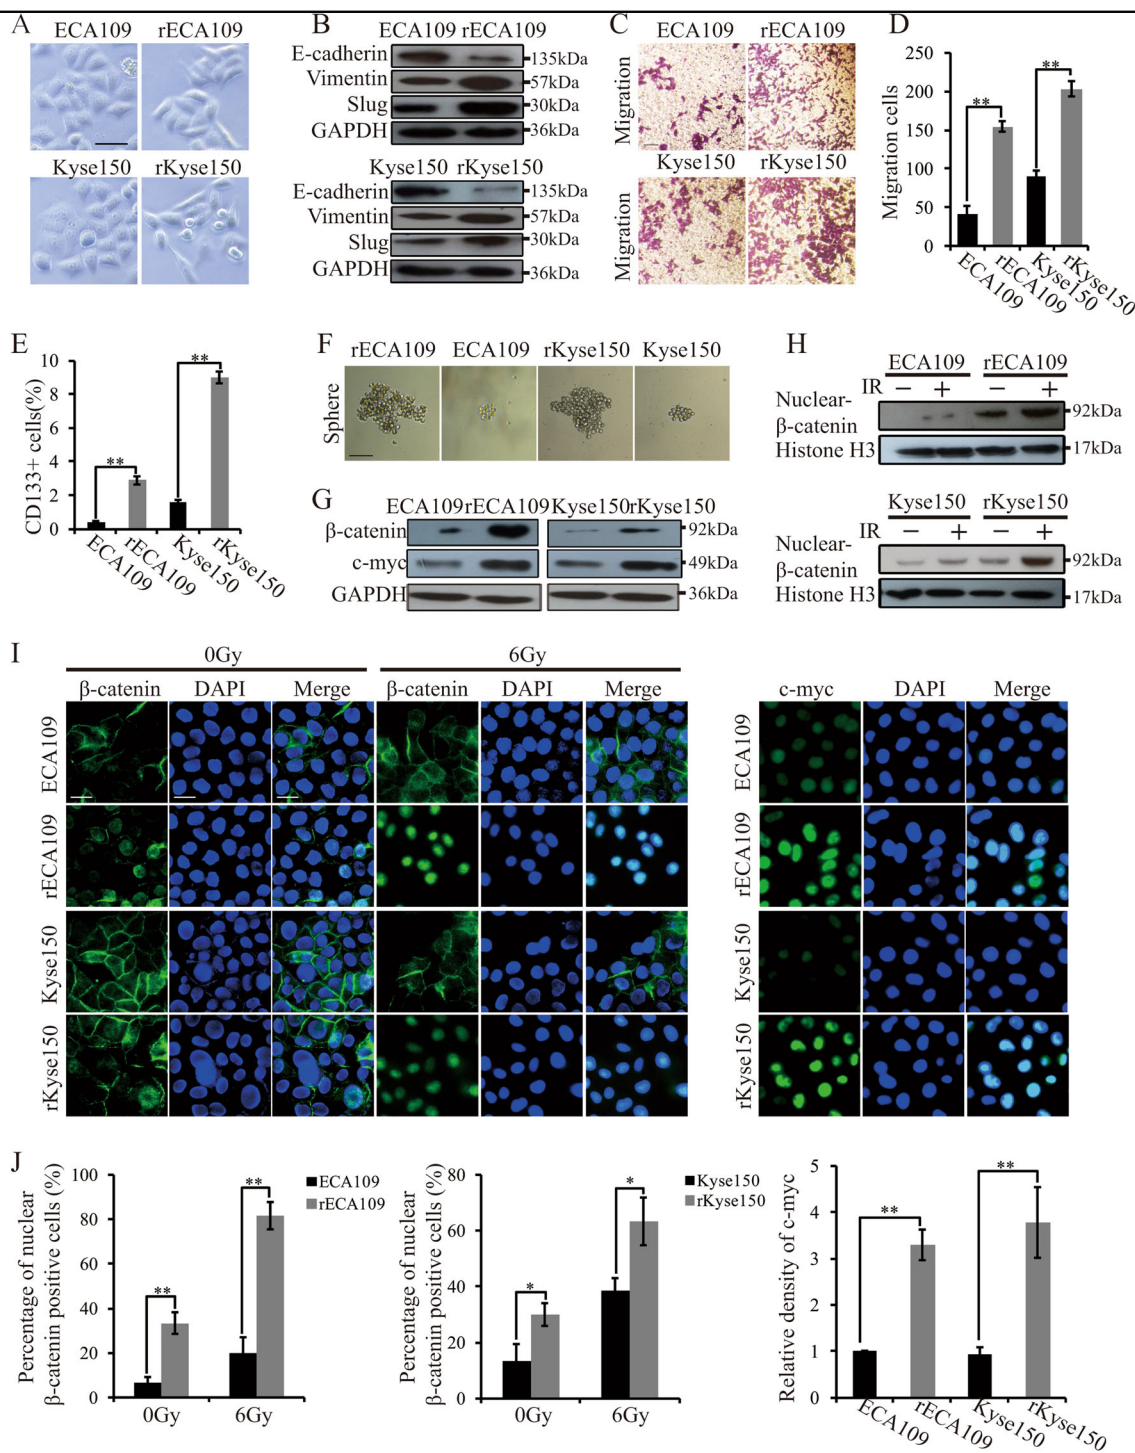 A
ECA109 rECA109
Kyse150 rKyse150
B
ECA109 rECA109
E-cadherin 135kDa
Vimentin 57kDa
Slug 30kDa
GAPDH 36kDa
Kyse150 rKyse150
E-cadherin 135kDa
Vimentin 57kDa
Slug 30kDa
GAPDH 36kDa
C
ECA109 rECA109
Migration
Kyse150 rKyse150
Migration
D
Migration cells
250
200
150
100
50
0
** **
ECA109 rECA109 Kyse150 rKyse150
E
CD133+ cells(%)
10
8
6
4
2
0
** **
ECA109 rECA109 Kyse150 rKyse150
F
rECA109 ECA109 rKyse150 Kyse150
Sphere
G
ECA109rECA109 Kyse150rKyse150
β-catenin 92kDa
c-myc 49kDa
GAPDH 36kDa
H
ECA109 rECA109
IR − + − +
Nuclear-
β-catenin 92kDa
Histone H3 17kDa
Kyse150 rKyse150
IR − + − +
Nuclear-
β-catenin 92kDa
Histone H3 17kDa
I
0Gy 6Gy
β-catenin DAPI Merge β-catenin DAPI Merge c-myc DAPI Merge
ECA109 ECA109
rECA109 rECA109
Kyse150 Kyse150
rKyse150 rKyse150
J
Percentage of nuclear
β-catenin positive cells (%)
100
80
60
40
20
0
** **
ECA109
rECA109
0Gy 6Gy
Percentage of nuclear
β-catenin positive cells (%)
80
60
40
20
0
* *
Kyse150
rKyse150
0Gy 6Gy
Relative density of c-myc
5
4
3
2
1
0
** **
ECA109 rECA109 Kyse150 rKyse150